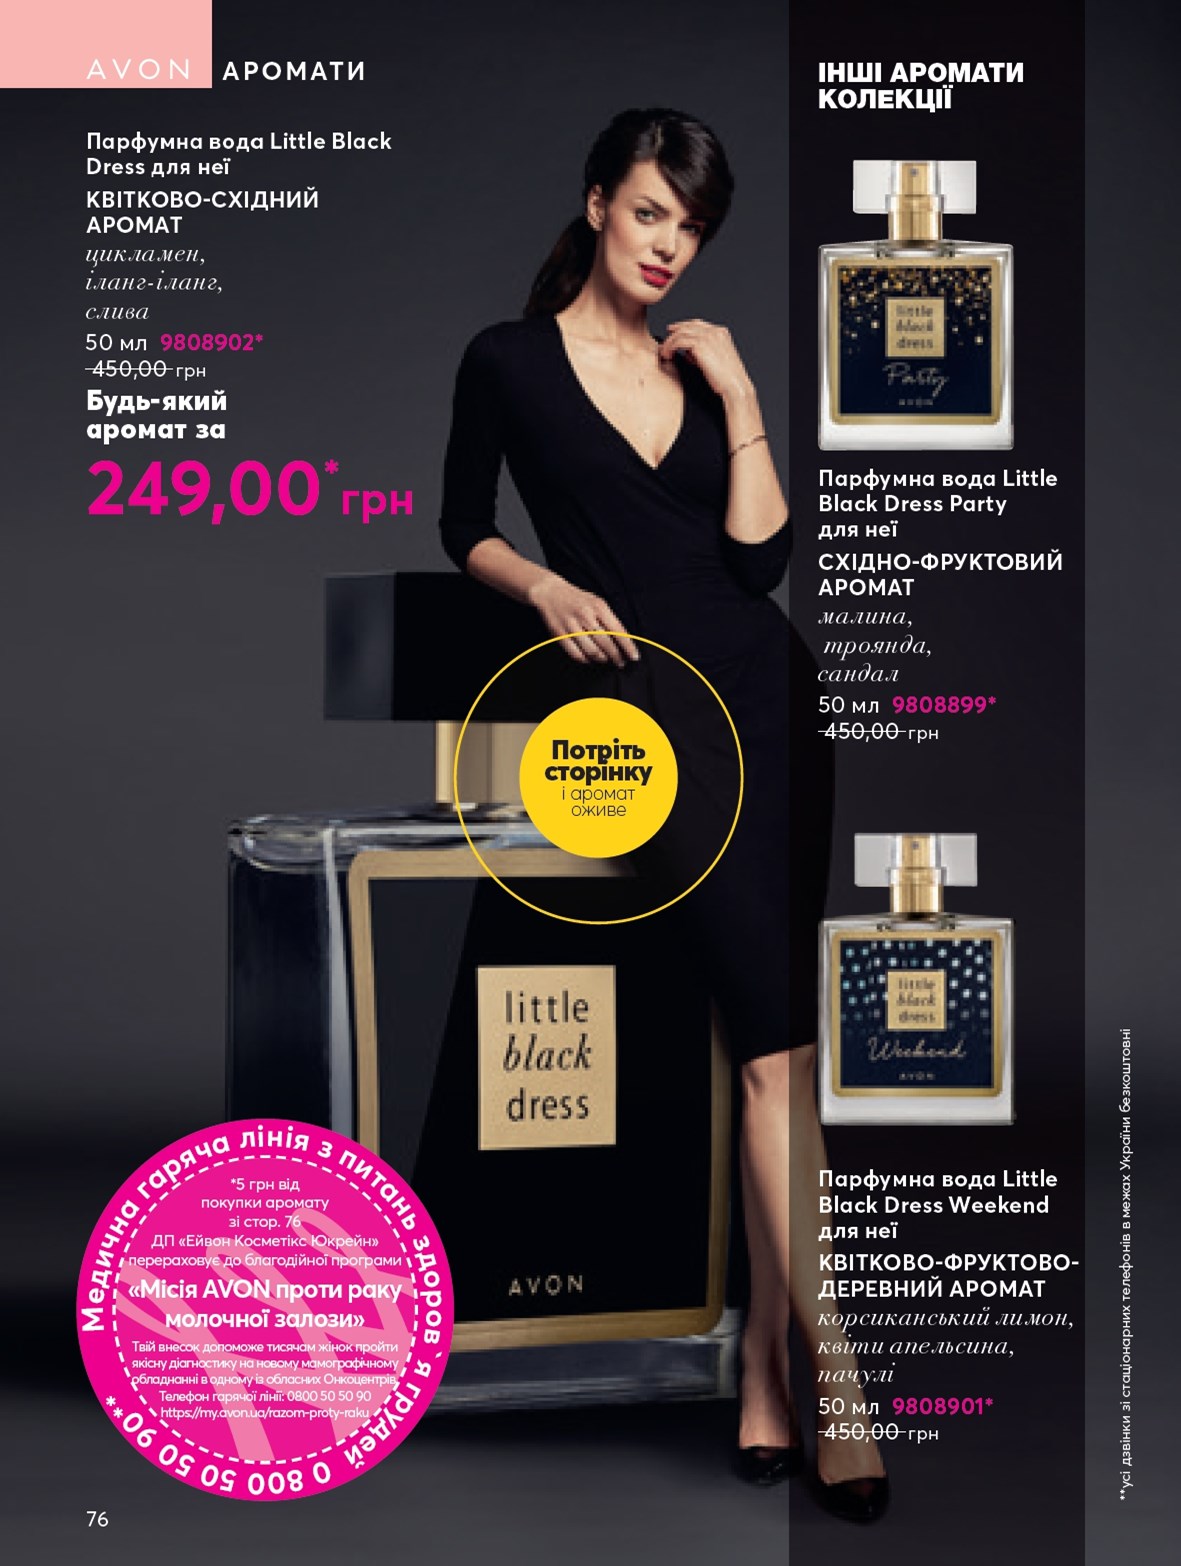 AVON АРОМАТИ
Парфумна вода Little Black
Dress для неї
КВІТКОВО-СХІДНИЙ
АРОМАТ
цикламен,
іланг-іланг,
слива
50 мл 9808902*
450,00 грн
Будь-який
аромат за
249,00* грн
ІНШІ АРОМАТИ
КОЛЕКЦІЇ
little
black
dress
Party
AVON
Парфумна вода Little
Black Dress Party
для неї
СХІДНО-ФРУКТОВИЙ
АРОМАТ
малина,
троянда,
сандал
50 мл 9808899*
450,00 грн
Потріть
сторінку
і аромат
оживе
little
black
dress
AVON
little
black
dress
Weekend
AVON
Парфумна вода Little
Black Dress Weekend
для неї
КВІТКОВО-ФРУКТОВО-
ДЕРЕВНИЙ АРОМАТ
корсиканський лимон,
квіти апельсина,
пачулі
50 мл 9808901*
450,00 грн
Медична гаряча лінія з питань здоров`я грудей 0 800 50 50 90**
*5 грн від
покупки аромату
зі стор. 76
ДП «Ейвон Косметікс Юкрейн»
перераховує до благодійної програми
«Місія AVON проти раку
молочної залози»
Твій внесок допоможе тисячам жінок пройти
якісну діагностику на новому мамографічному
обладнанні в одному із обласних Онкоцентрів.
Телефон гарячої лінії: 0800 50 50 90
https://my.avon.ua/razom-proty-raku
**усі дзвінки зі стаціонарних телефонів в межах України безкоштовні
76